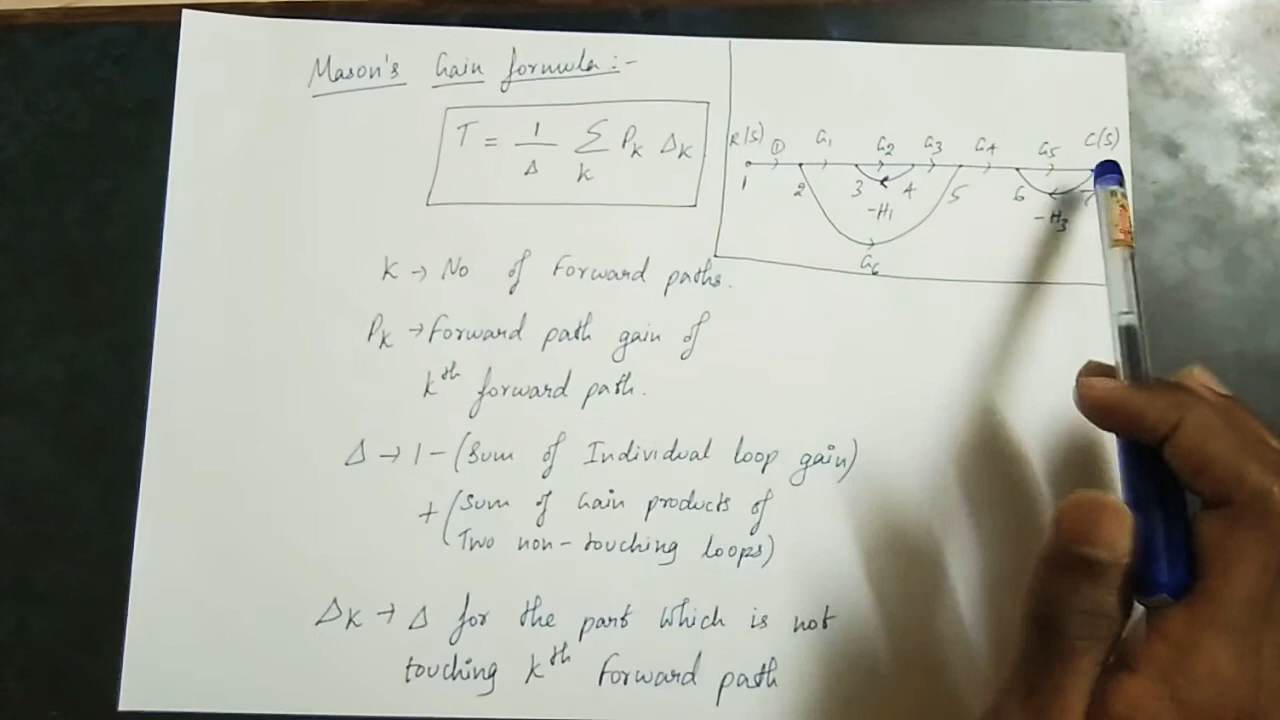 Mason's Gain formula:-
T = 1/Δ Σ_K P_K Δ_K
K → No of Forward paths.
P_K → Forward path gain of
K^th forward path.
Δ → 1 - (Sum of Individual loop gain)
+ (Sum of Gain products of
Two non-touching loops)
Δ_K → Δ for the part which is not
touching K^th Forward path
R(s) ① G1 G2 G3 G4 G5 C(s)
1 2 3 4 5 6
-H1 -H3
G6